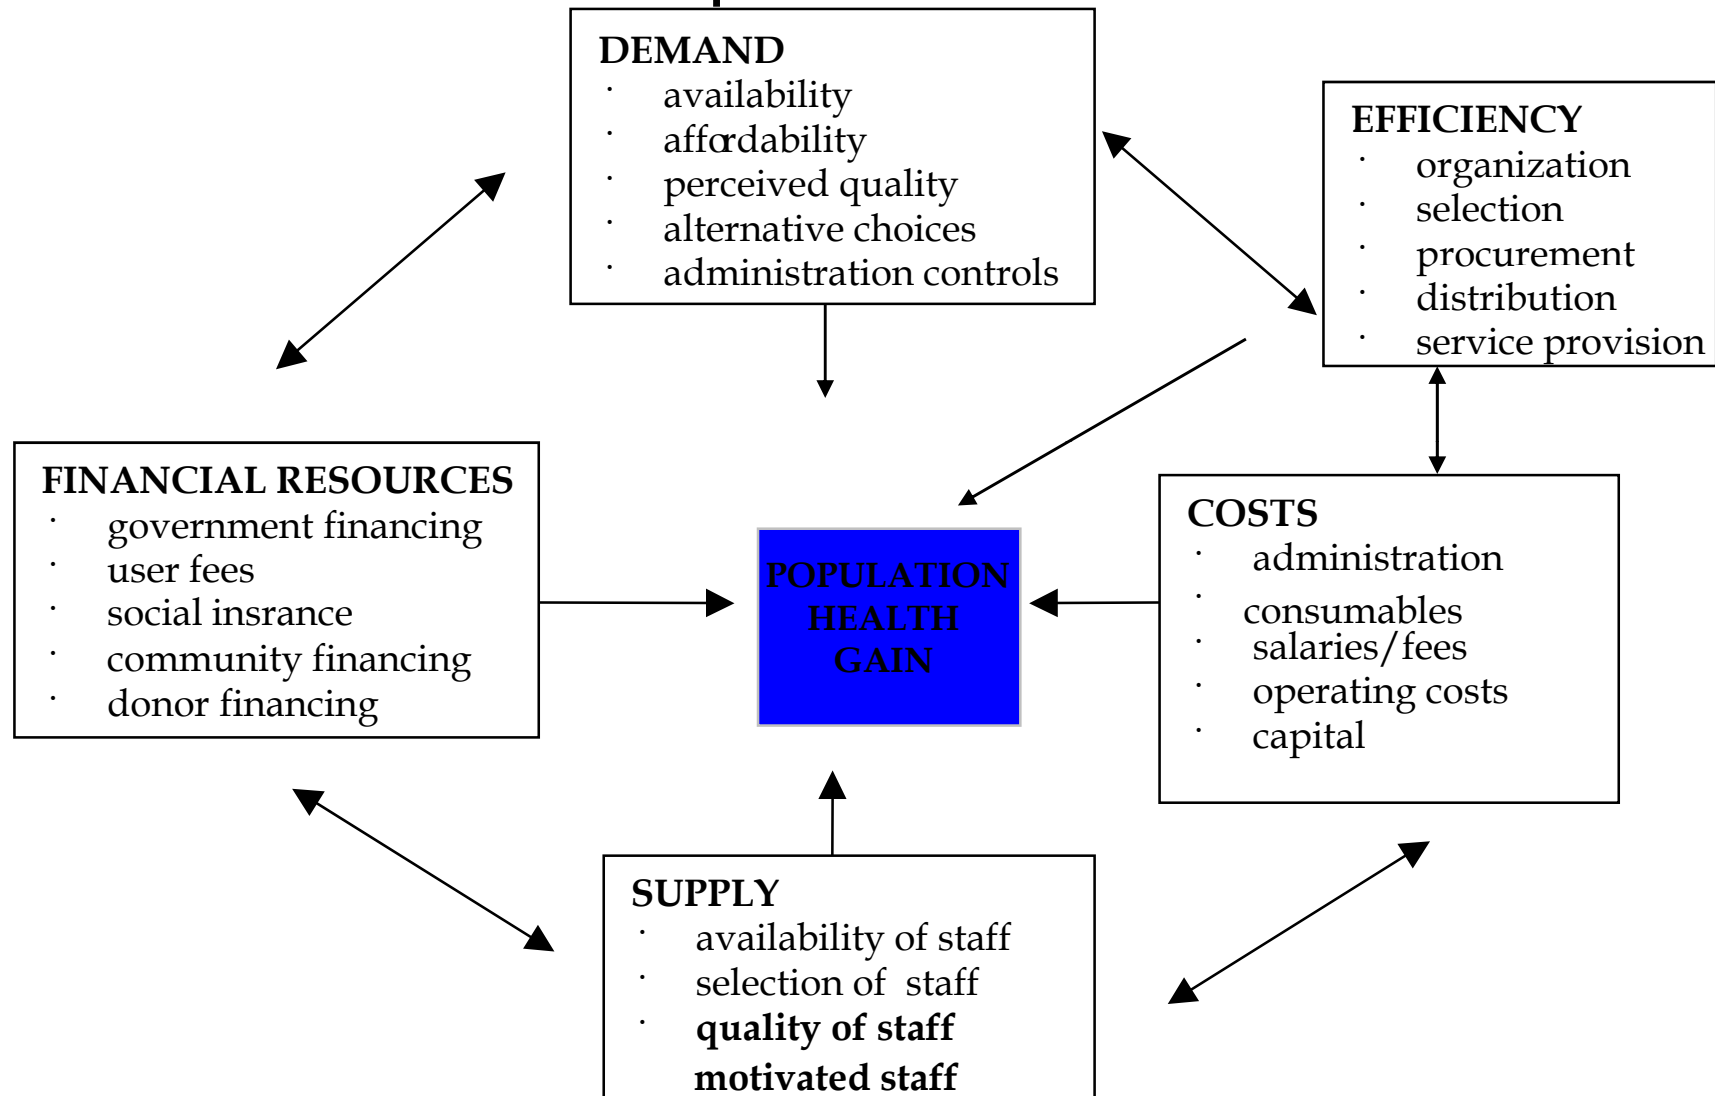 DEMAND
· availability
· affordability
· perceived quality
· alternative choices
· administration controls
EFFICIENCY
· organization
· selection
· procurement
· distribution
· service provision
FINANCIAL RESOURCES
· government financing
· user fees
· social insrance
· community financing
· donor financing
POPULATION
HEALTH
GAIN
COSTS
· administration
· consumables
· salaries/fees
· operating costs
· capital
SUPPLY
· availability of staff
· selection of staff
· quality of staff
motivated staff